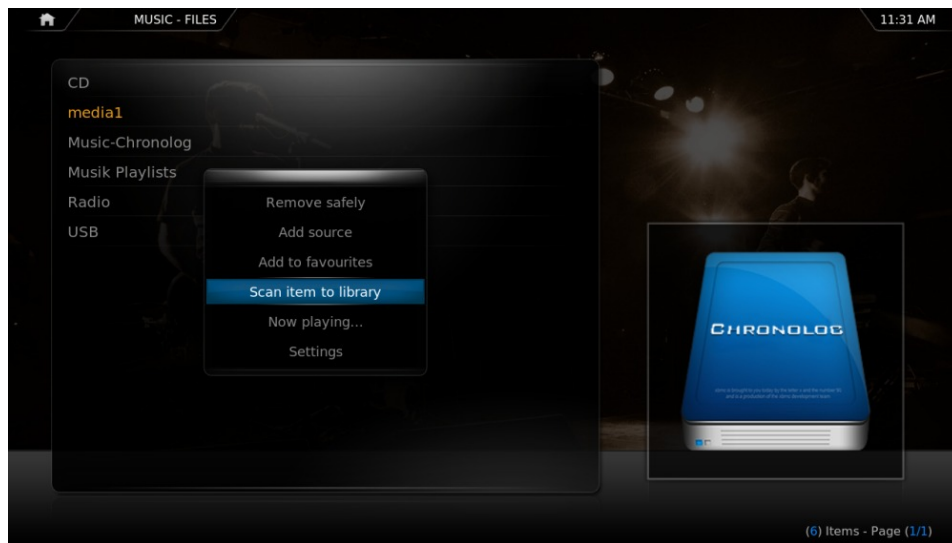 MUSIC - FILES
11:31 AM
CD
media1
Music-Chronolog
Musik Playlists
Radio
USB
Remove safely
Add source
Add to favourites
Scan item to library
Now playing...
Settings
CHRONOLOG
(6) Items - Page (1/1)